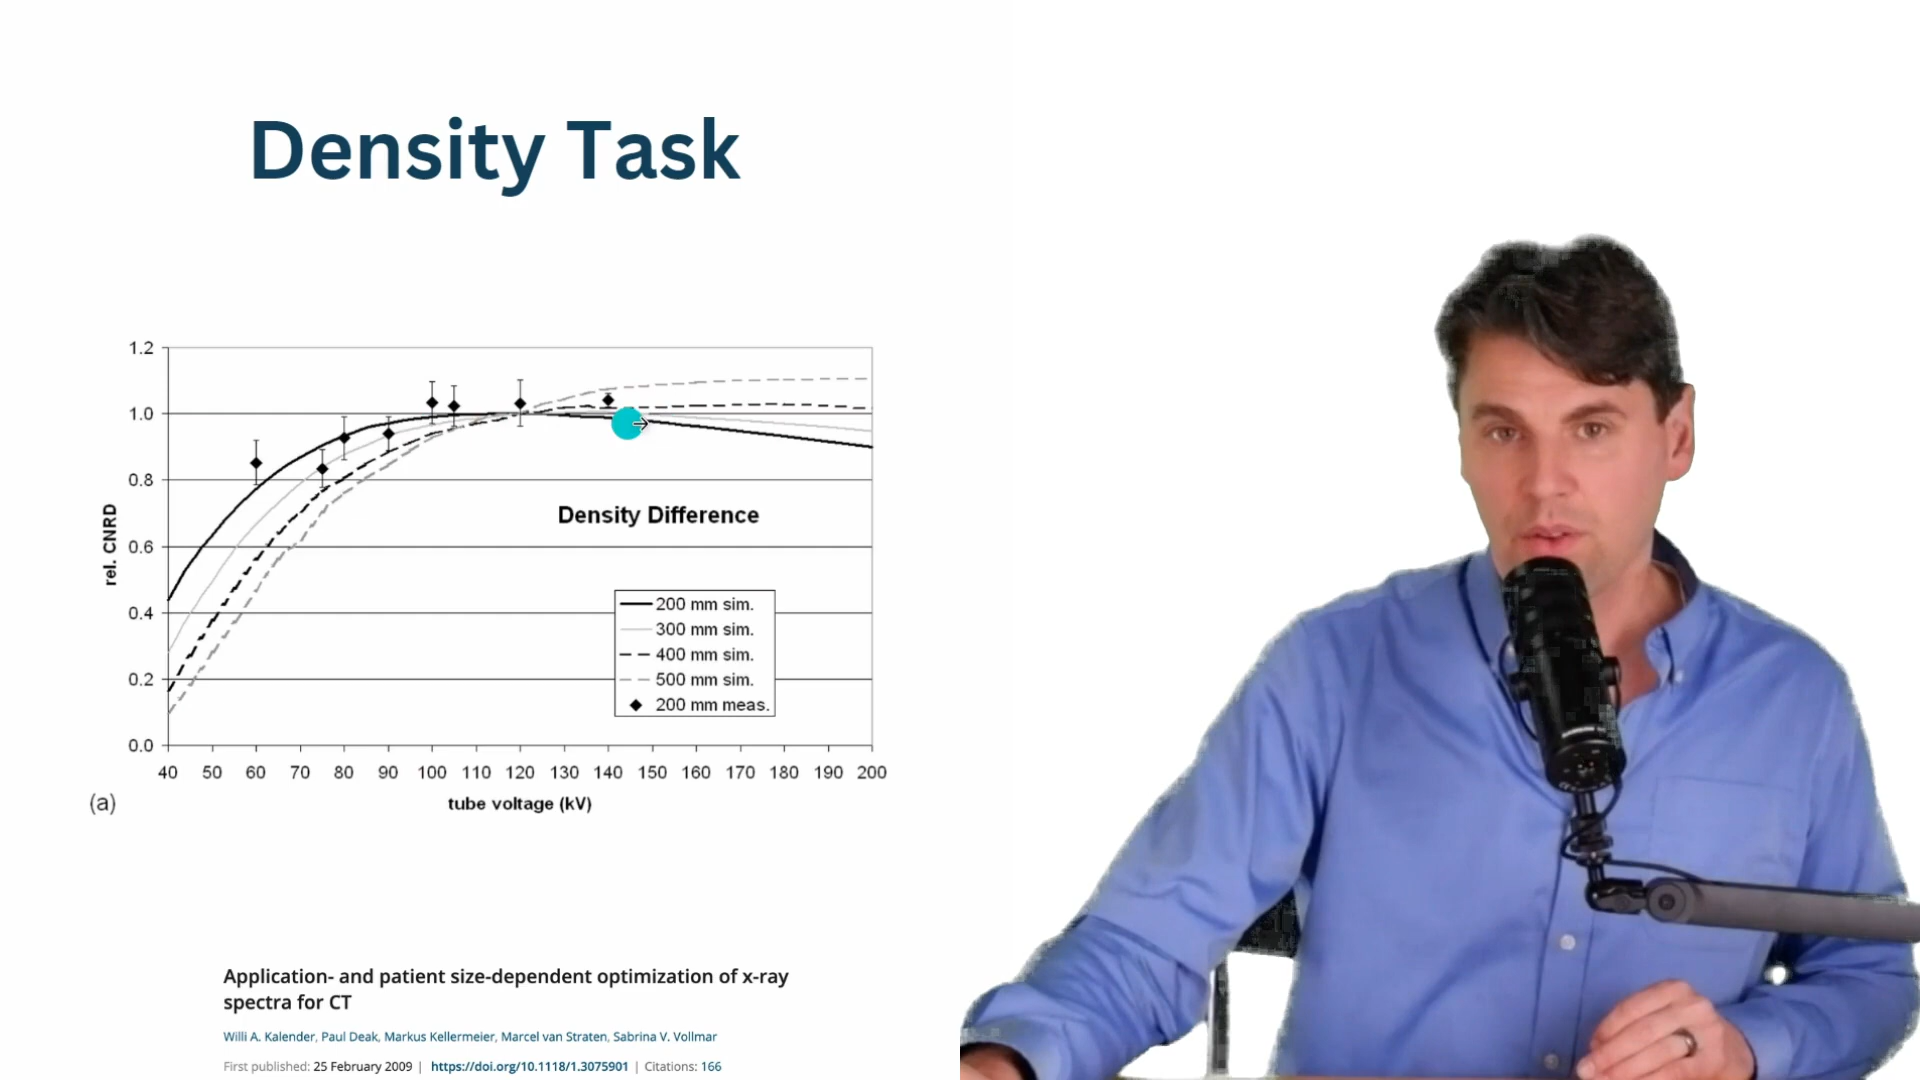 Density Task
1.2
1.0
0.8
0.6
0.4
0.2
0.0
rel. CNRD
Density Difference
200 mm sim.
300 mm sim.
400 mm sim.
500 mm sim.
200 mm meas.
40 50 60 70 80 90 100 110 120 130 140 150 160 170 180 190 200
(a)
tube voltage (kV)
Application- and patient size-dependent optimization of x-ray
spectra for CT
Willi A. Kalender, Paul Deak, Markus Kellermeier, Marcel van Straten, Sabrina V. Vollmar
First published: 25 February 2009 | https://doi.org/10.1118/1.3075901 | Citations: 166